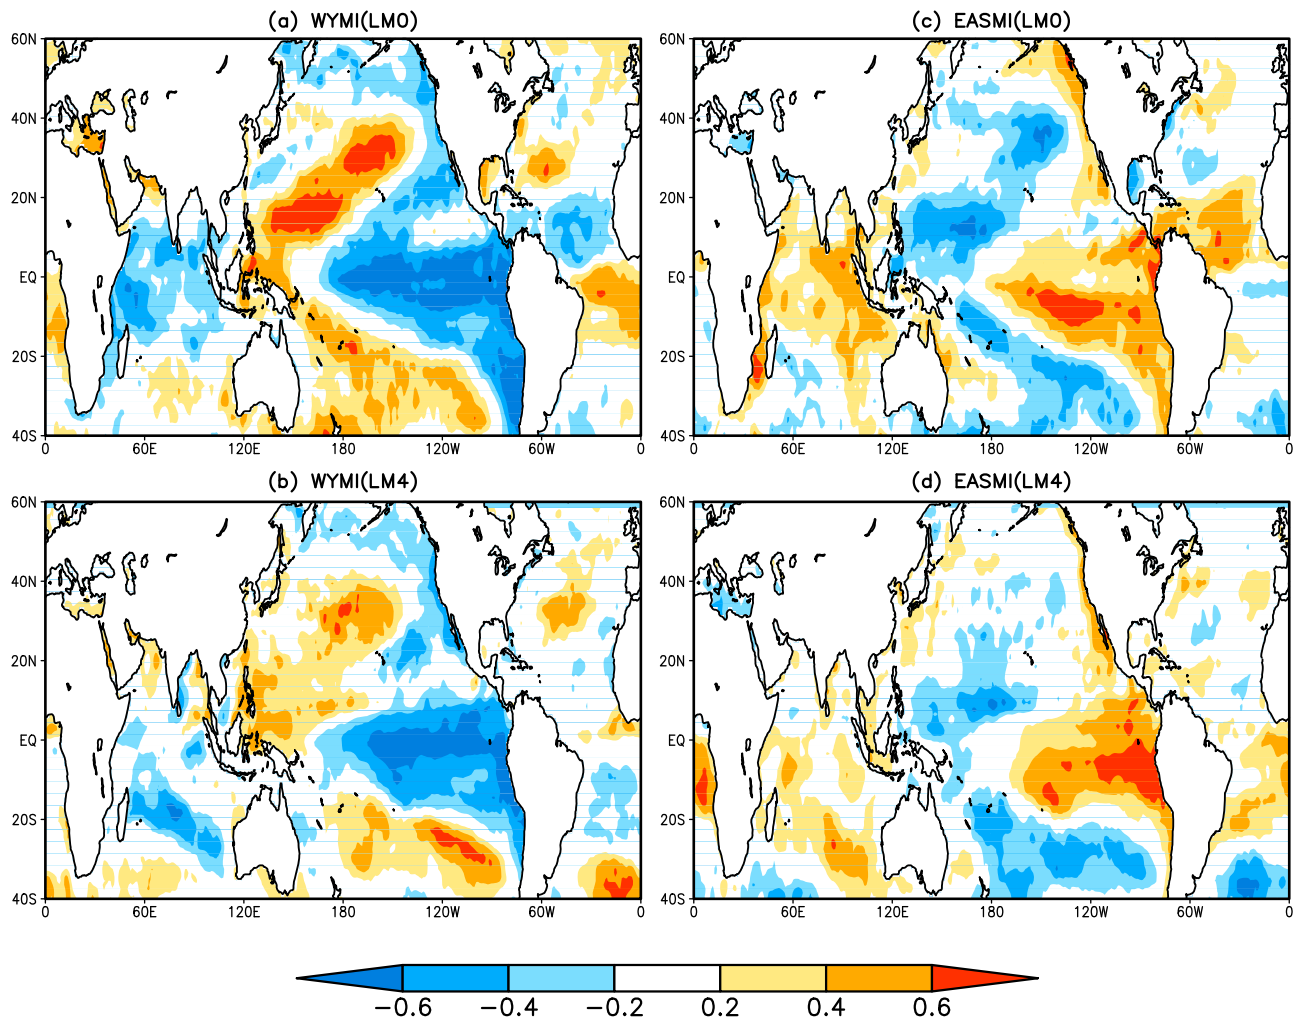 (a) WYMI(LM0)
60N
40N
20N
EQ
20S
40S
0 60E 120E 180 120W 60W 0
(c) EASMI(LM0)
60N
40N
20N
EQ
20S
40S
0 60E 120E 180 120W 60W 0
(b) WYMI(LM4)
60N
40N
20N
EQ
20S
40S
0 60E 120E 180 120W 60W 0
(d) EASMI(LM4)
60N
40N
20N
EQ
20S
40S
0 60E 120E 180 120W 60W 0
−0.6 −0.4 −0.2 0.2 0.4 0.6